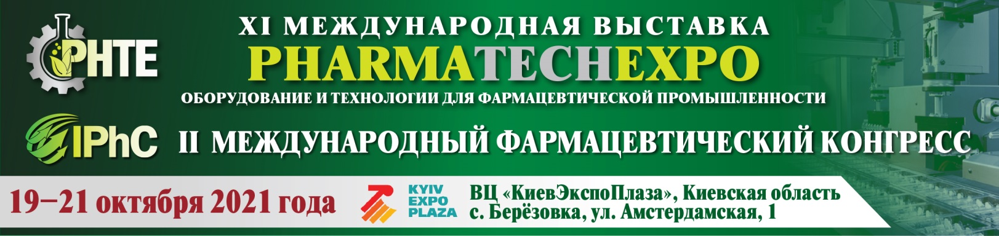 PHTE
XI МЕЖДУНАРОДНАЯ ВЫСТАВКА
PHARMATECHEXPO
ОБОРУДОВАНИЕ И ТЕХНОЛОГИИ ДЛЯ ФАРМАЦЕВТИЧЕСКОЙ ПРОМЫШЛЕННОСТИ
IPhC
II МЕЖДУНАРОДНЫЙ ФАРМАЦЕВТИЧЕСКИЙ КОНГРЕСС
19–21 октября 2021 года
KYIV
EXPO
PLAZA
ВЦ «КиевЭкспоПлаза», Киевская область
с. Берёзовка, ул. Амстердамская, 1